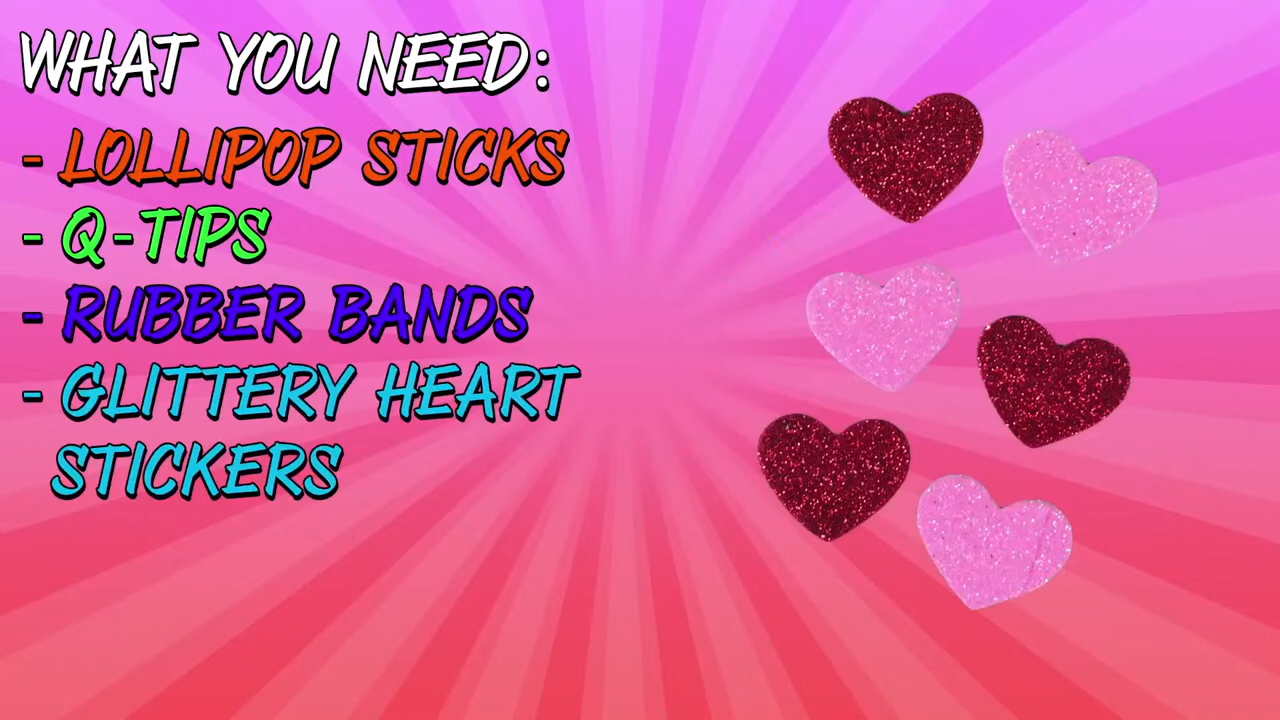 WHAT YOU NEED:
- LOLLIPOP STICKS
- Q-TIPS
- RUBBER BANDS
- GLITTERY HEART
STICKERS